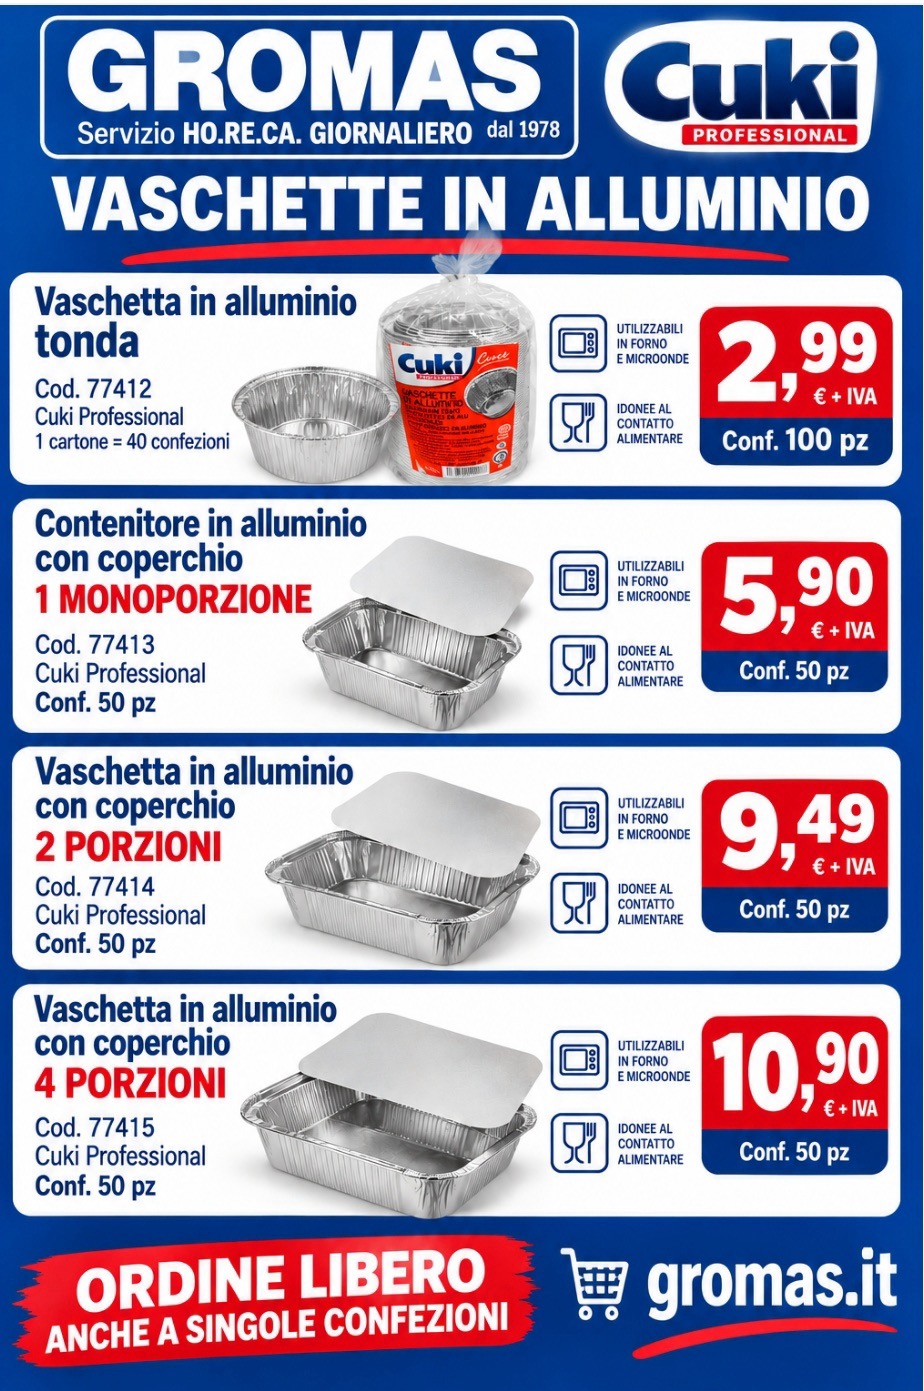 GROMAS
Servizio HO.RE.CA. GIORNALIERO dal 1978
Cuki
PROFESSIONAL
VASCHETTE IN ALLUMINIO
Vaschetta in alluminio
tonda
Cod. 77412
Cuki Professional
1 cartone = 40 confezioni
Cuki
PROFESSIONAL
Cuoce
VASCHETTE
DI ALLUMINIO
UTILIZZABILI
IN FORNO
E MICROONDE
IDONEE AL
CONTATTO
ALIMENTARE
2,99
€ + IVA
Conf. 100 pz
Contenitore in alluminio
con coperchio
1 MONOPORZIONE
Cod. 77413
Cuki Professional
Conf. 50 pz
UTILIZZABILI
IN FORNO
E MICROONDE
IDONEE AL
CONTATTO
ALIMENTARE
5,90
€ + IVA
Conf. 50 pz
Vaschetta in alluminio
con coperchio
2 PORZIONI
Cod. 77414
Cuki Professional
Conf. 50 pz
UTILIZZABILI
IN FORNO
E MICROONDE
IDONEE AL
CONTATTO
ALIMENTARE
9,49
€ + IVA
Conf. 50 pz
Vaschetta in alluminio
con coperchio
4 PORZIONI
Cod. 77415
Cuki Professional
Conf. 50 pz
UTILIZZABILI
IN FORNO
E MICROONDE
IDONEE AL
CONTATTO
ALIMENTARE
10,90
€ + IVA
Conf. 50 pz
ORDINE LIBERO
ANCHE A SINGOLE CONFEZIONI
gromas.it